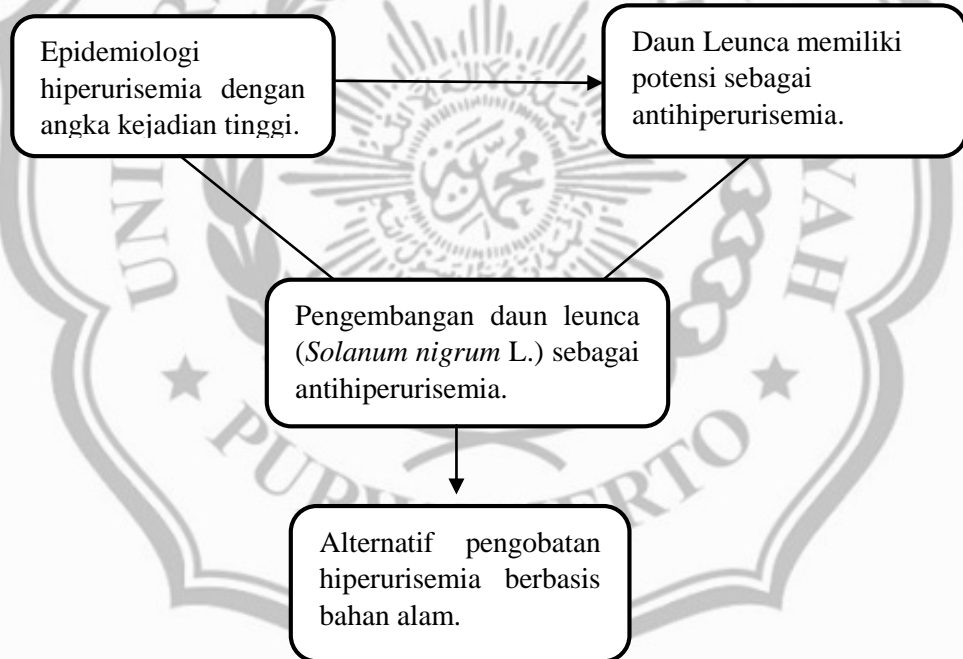 Epidemiologi
hiperurisemia dengan
angka kejadian tinggi.
Daun Leunca memiliki
potensi sebagai
antihiperurisemia.
Pengembangan daun leunca
(Solanum nigrum L.) sebagai
antihiperurisemia.
Alternatif pengobatan
hiperurisemia berbasis
bahan alam.